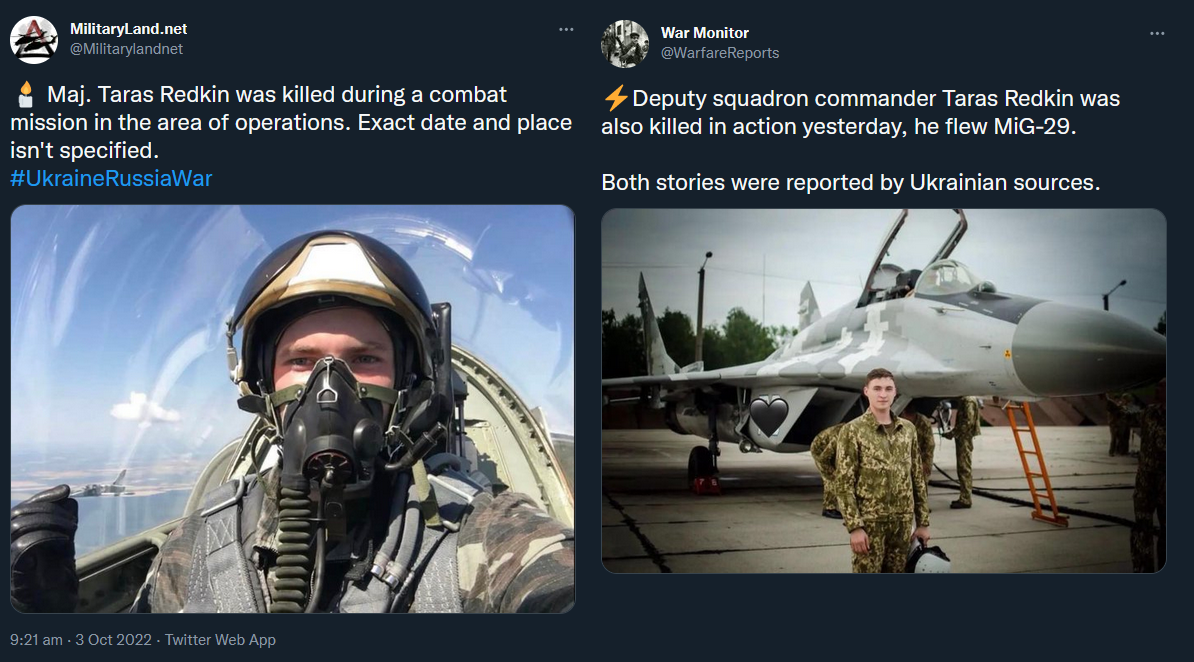 MilitaryLand.net
@Militarylandnet
Maj. Taras Redkin was killed during a combat
mission in the area of operations. Exact date and place
isn't specified.
#UkraineRussiaWar
9:21 am · 3 Oct 2022 · Twitter Web App
War Monitor
@WarfareReports
⚡Deputy squadron commander Taras Redkin was
also killed in action yesterday, he flew MiG-29.
Both stories were reported by Ukrainian sources.